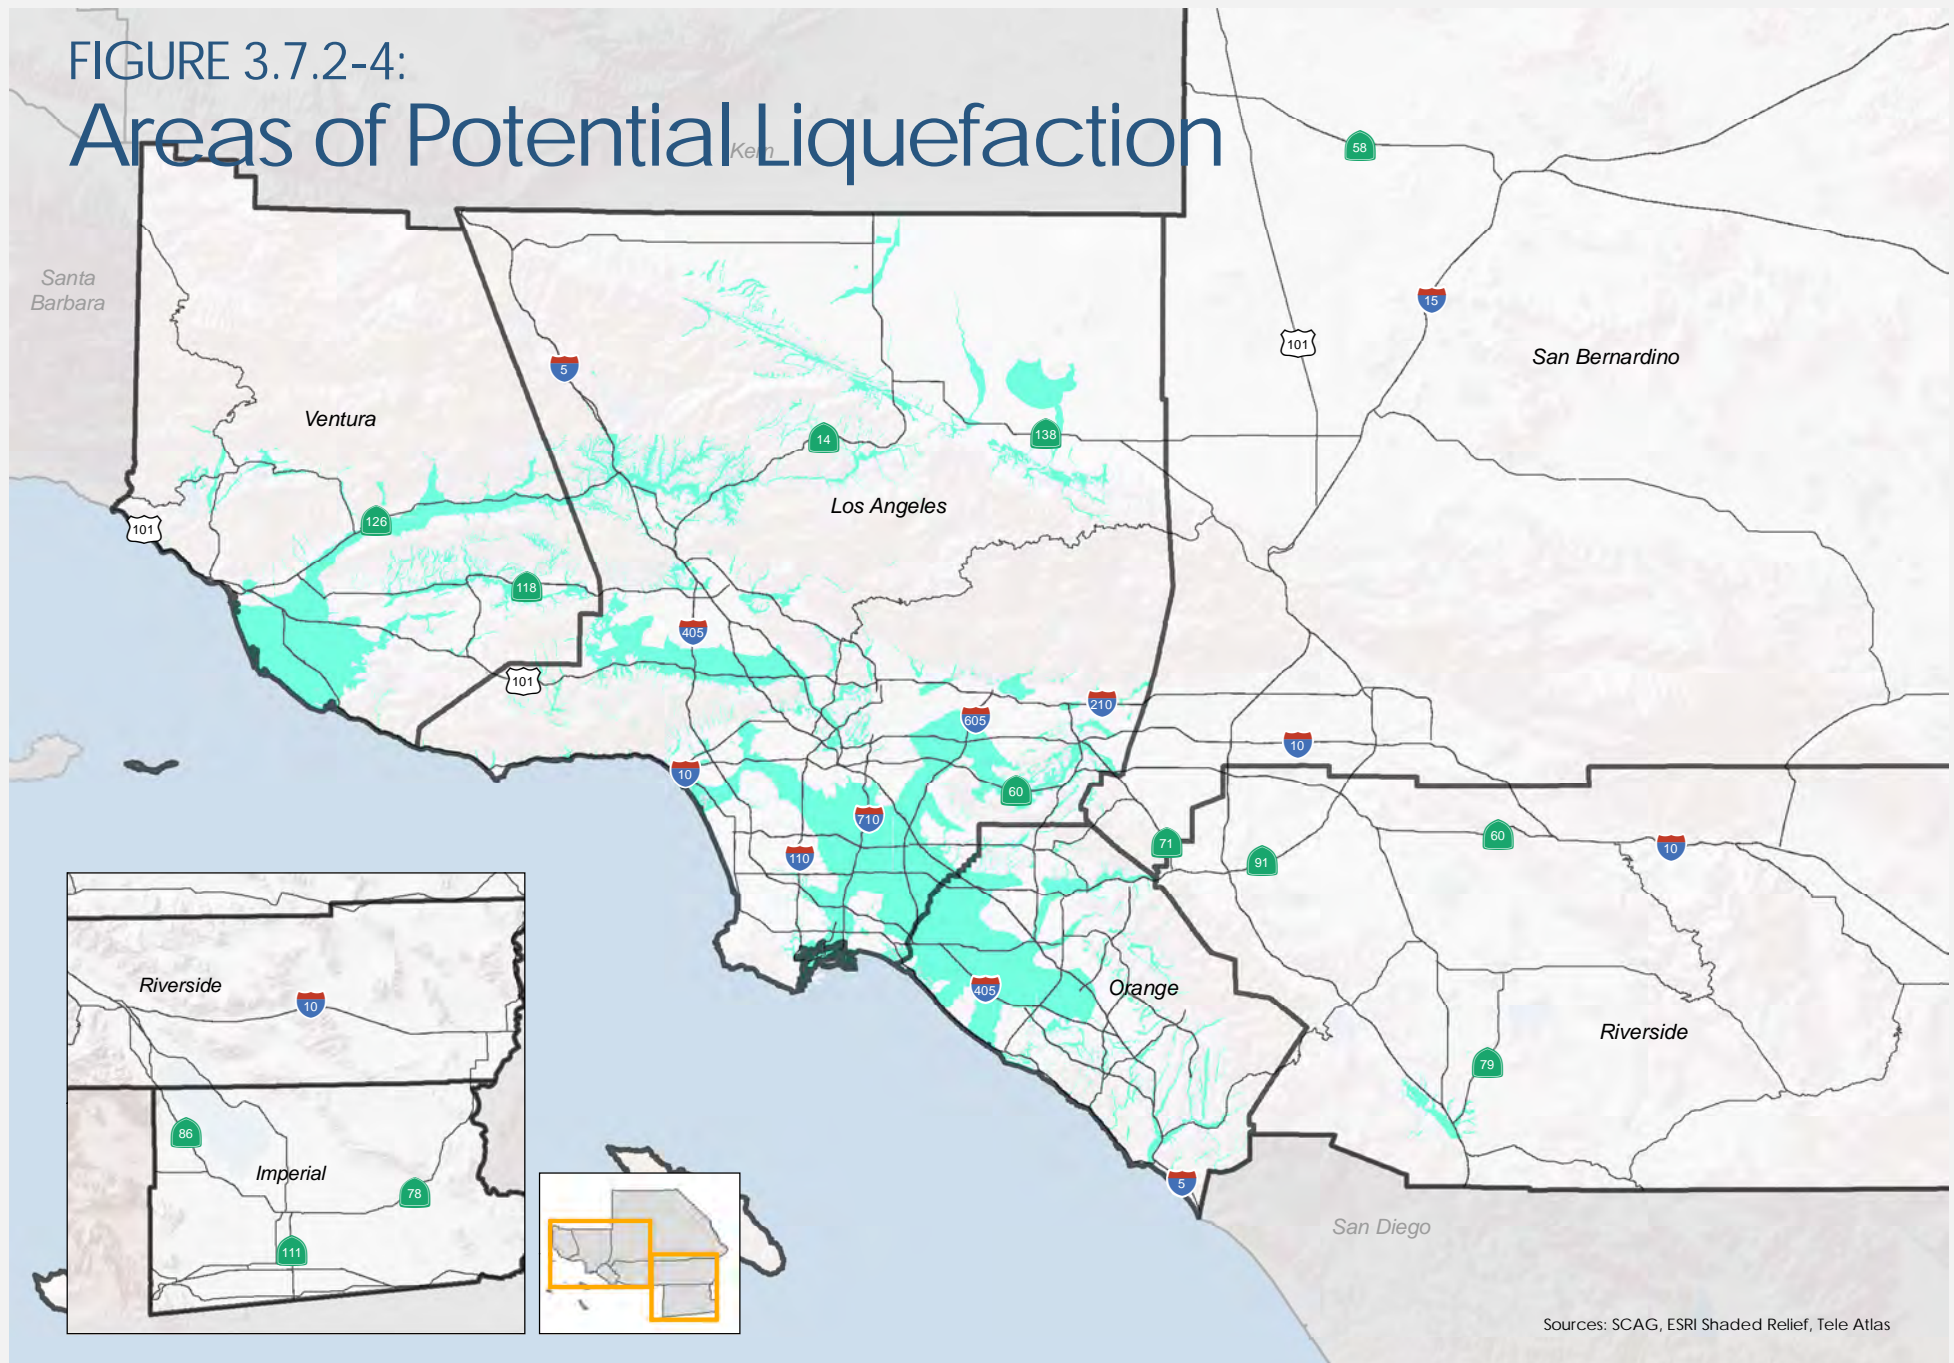 FIGURE 3.7.2-4:
Areas of Potential Liquefaction
Kern
58
Santa
Barbara
15
101
San Bernardino
5
Ventura
14
138
Los Angeles
126
101
118
405
101
210
605
10
10
60
710
71
60
10
110
91
405
Orange
Riverside
79
5
San Diego
Riverside
10
86
Imperial
78
111
Sources: SCAG, ESRI Shaded Relief, Tele Atlas